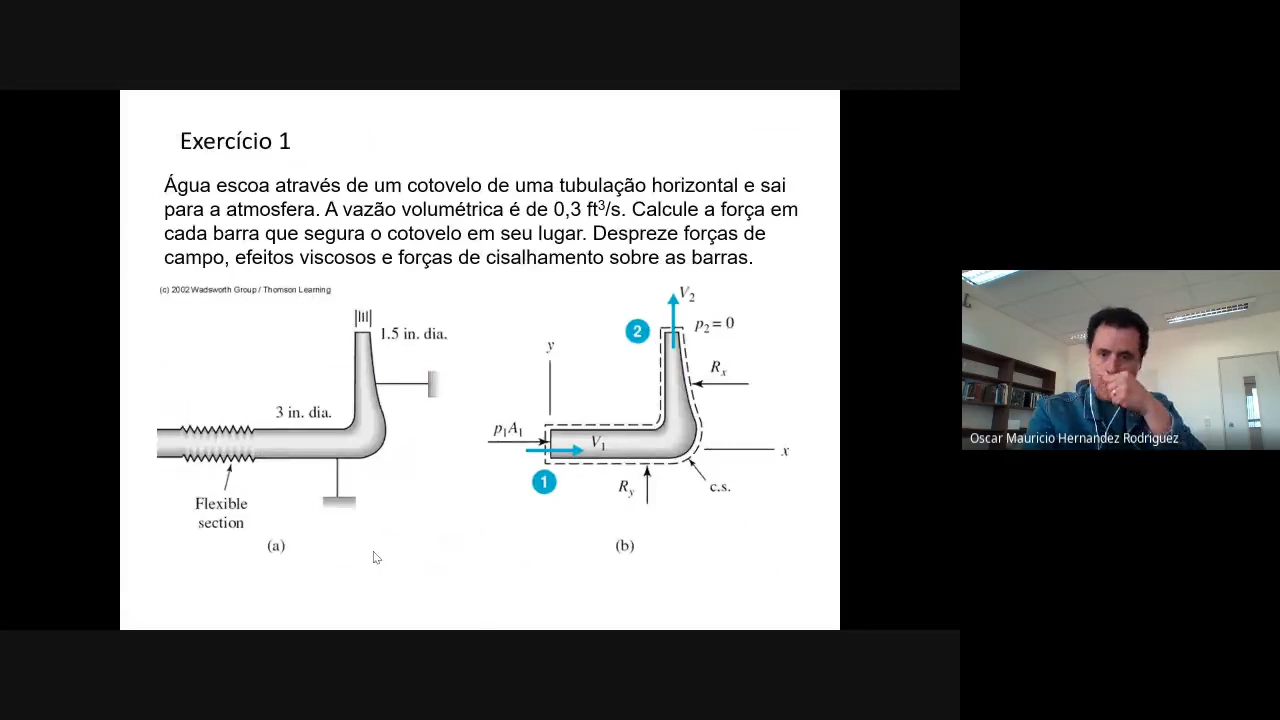 Exercício 1
Água escoa através de um cotovelo de uma tubulação horizontal e sai
para a atmosfera. A vazão volumétrica é de 0,3 ft³/s. Calcule a força em
cada barra que segura o cotovelo em seu lugar. Despreze forças de
campo, efeitos viscosos e forças de cisalhamento sobre as barras.
(c) 2002 Wadsworth Group / Thomson Learning
1.5 in. dia.
3 in. dia.
Flexible
section
(a)
V₂
2
p₂ = 0
y
Rₓ
p₁A₁
V₁
x
1
R_y
c.s.
(b)
Oscar Mauricio Hernandez Rodriguez